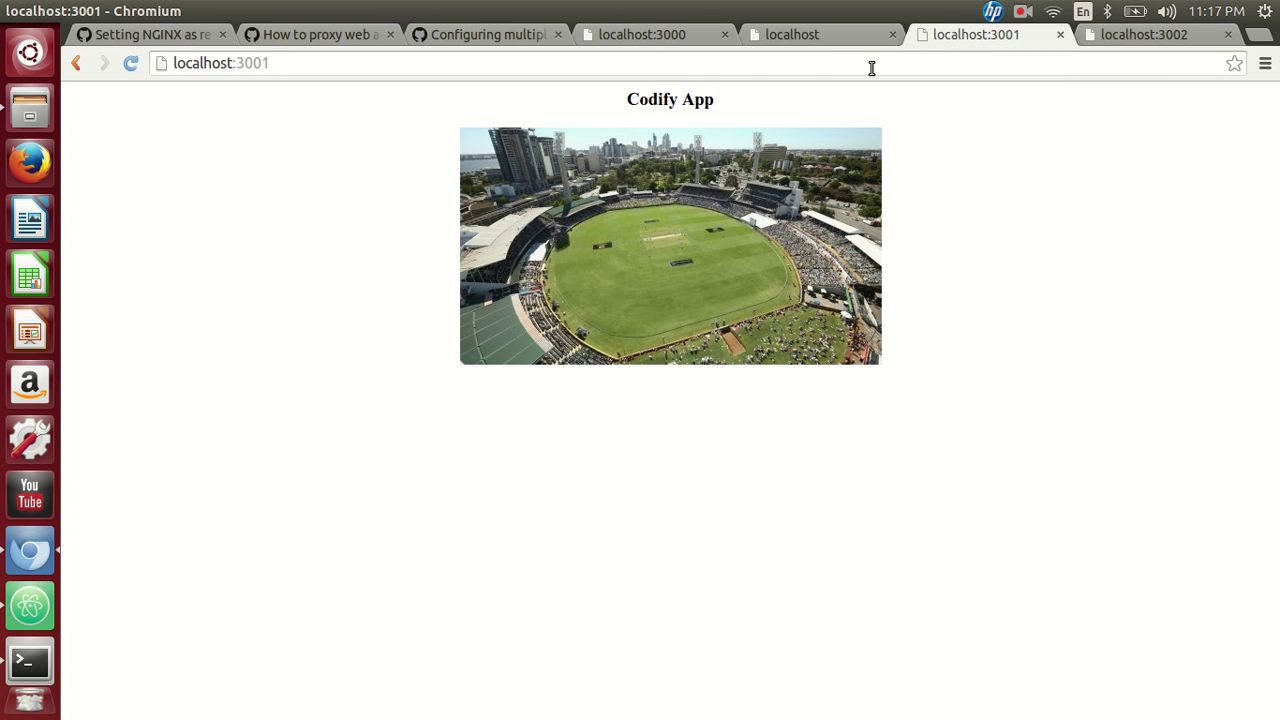 localhost:3001 - Chromium
En
11:17 PM
Setting NGINX as re
How to proxy web a
Configuring multipl
localhost:3000
localhost
localhost:3001
localhost:3002
localhost:3001
Codify App
hp
a
You
Tube
>_